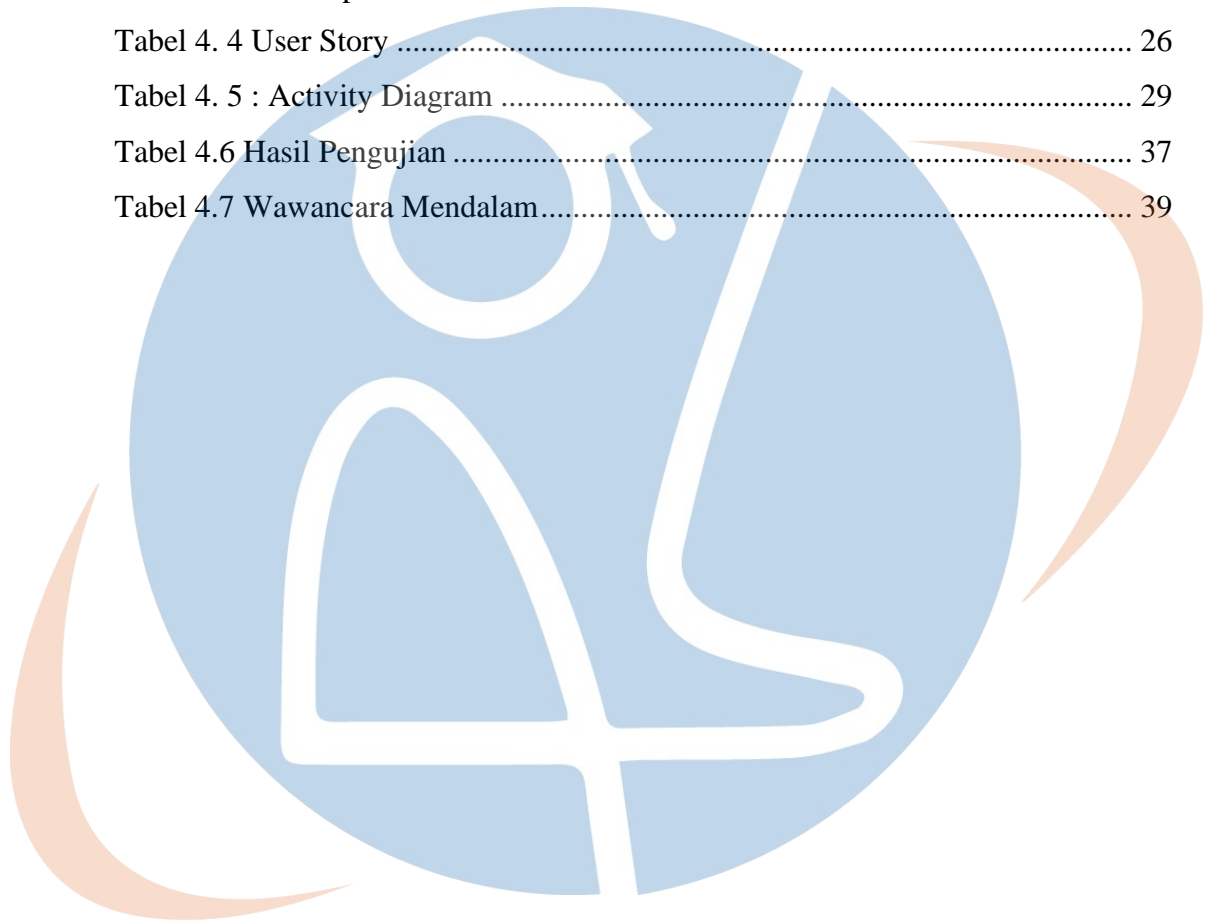 Tabel 4. 4 User Story ................................................................................ 26
Tabel 4. 5 : Activity Diagram ..................................................................... 29
Tabel 4.6 Hasil Pengujian .......................................................................... 37
Tabel 4.7 Wawancara Mendalam................................................................ 39